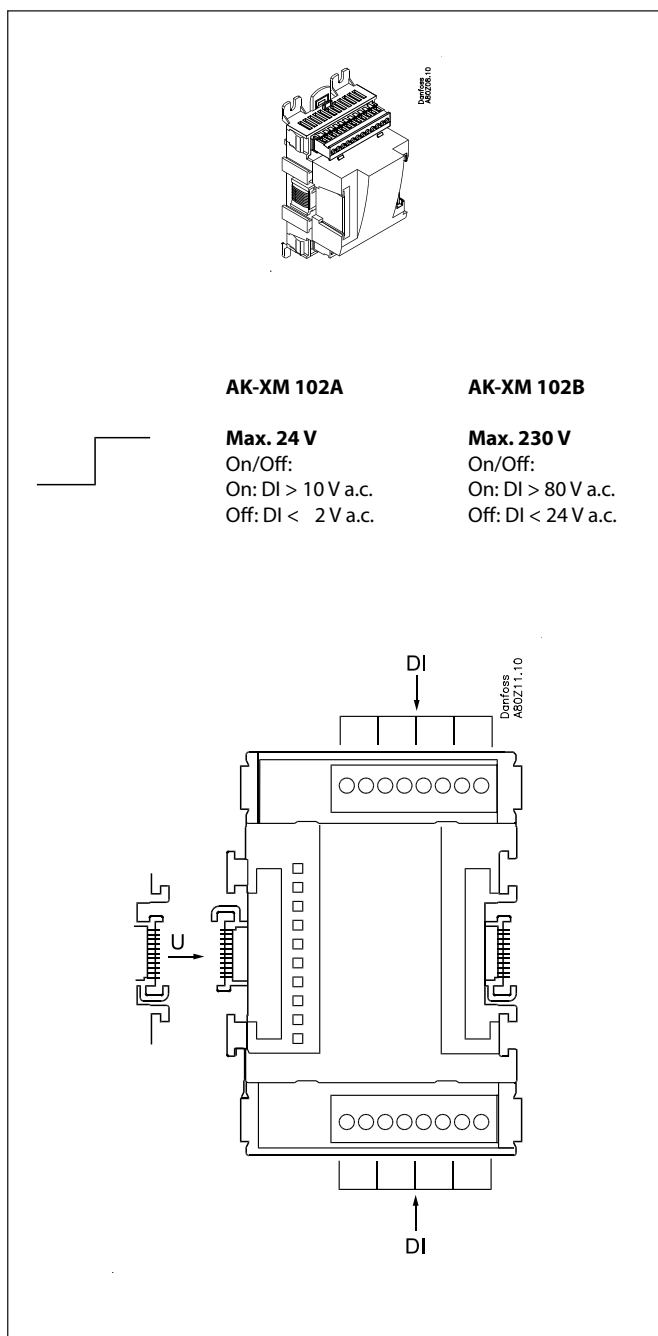 Danfoss
A80Z08.10
AK-XM 102A
Max. 24 V
On/Off:
On: DI > 10 V a.c.
Off: DI < 2 V a.c.
AK-XM 102B
Max. 230 V
On/Off:
On: DI > 80 V a.c.
Off: DI < 24 V a.c.
DI
Danfoss
A80Z11.10
U
DI